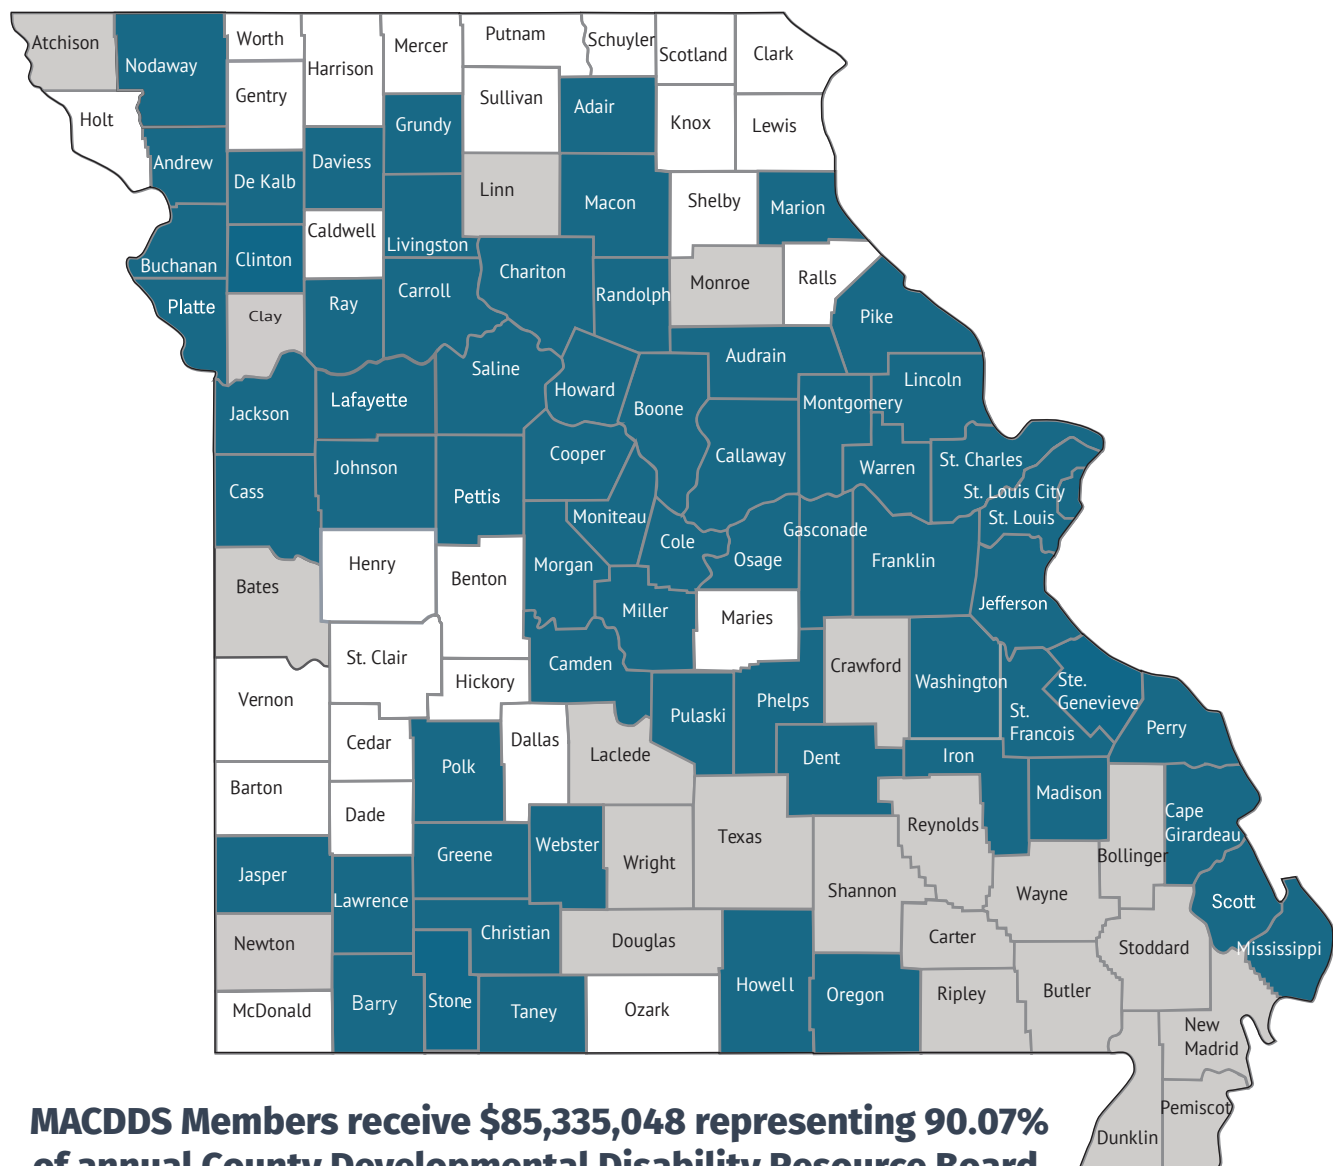 Atchison
Nodaway
Worth
Harrison
Mercer
Putnam
Schuyler
Scotland
Clark
Holt
Gentry
Grundy
Sullivan
Adair
Knox
Lewis
Andrew
De Kalb
Daviess
Linn
Macon
Shelby
Marion
Caldwell
Livingston
Buchanan
Clinton
Chariton
Randolph
Monroe
Ralls
Platte
Clay
Ray
Carroll
Pike
Saline
Howard
Audrain
Jackson
Lafayette
Boone
Montgomery
Lincoln
Cass
Johnson
Pettis
Cooper
Callaway
Warren
St. Charles
St. Louis City
St. Louis
Moniteau
Cole
Gasconade
Osage
Franklin
Bates
Henry
Benton
Morgan
Miller
Maries
Jefferson
St. Clair
Hickory
Camden
Crawford
Washington
Ste.
Genevieve
St.
Francois
Perry
Vernon
Cedar
Dallas
Laclede
Pulaski
Phelps
Polk
Dent
Iron
Madison
Cape
Girardeau
Barton
Dade
Greene
Webster
Wright
Texas
Reynolds
Bollinger
Jasper
Lawrence
Shannon
Wayne
Scott
Newton
Christian
Douglas
Carter
Stoddard
Mississippi
McDonald
Barry
Stone
Taney
Ozark
Howell
Oregon
Ripley
Butler
New
Madrid
Pemiscot
Dunklin
MACDDS Members receive $85,335,048 representing 90.07%
of annual County Developmental Disability Resource Board